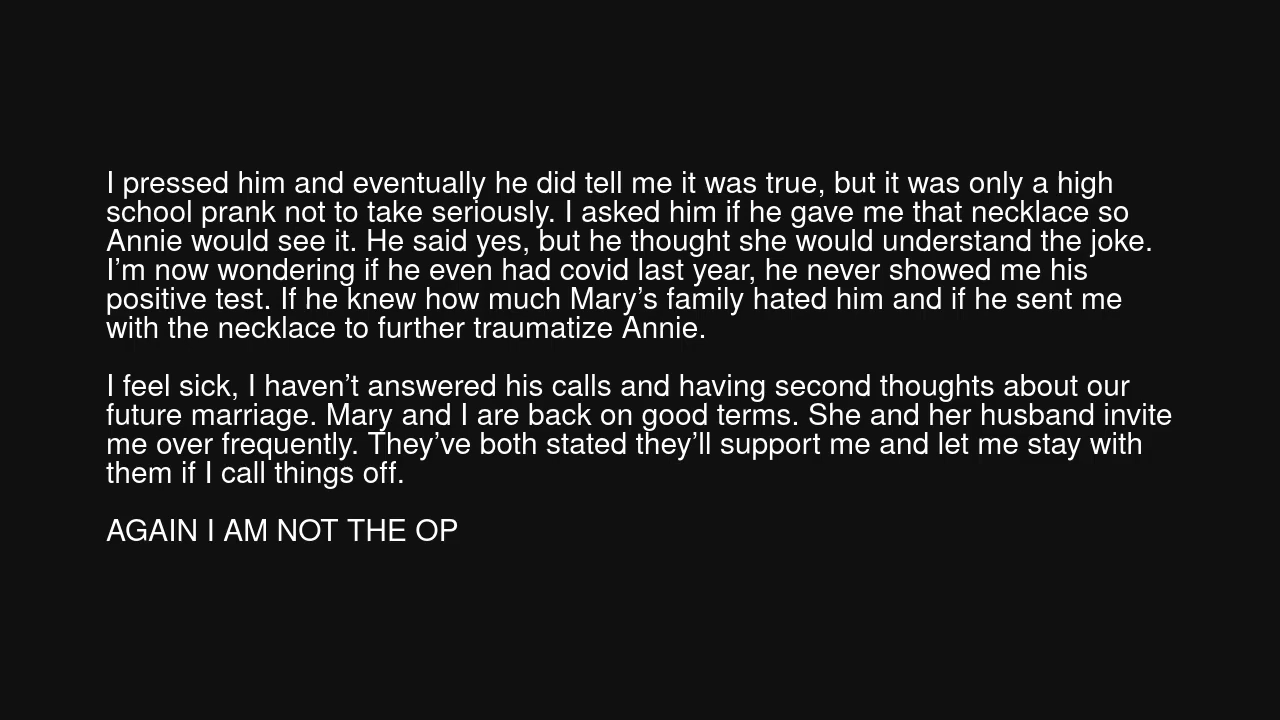 I pressed him and eventually he did tell me it was true, but it was only a high
school prank not to take seriously. I asked him if he gave me that necklace so
Annie would see it. He said yes, but he thought she would understand the joke.
I’m now wondering if he even had covid last year, he never showed me his
positive test. If he knew how much Mary’s family hated him and if he sent me
with the necklace to further traumatize Annie.
I feel sick, I haven’t answered his calls and having second thoughts about our
future marriage. Mary and I are back on good terms. She and her husband invite
me over frequently. They’ve both stated they’ll support me and let me stay with
them if I call things off.
AGAIN I AM NOT THE OP